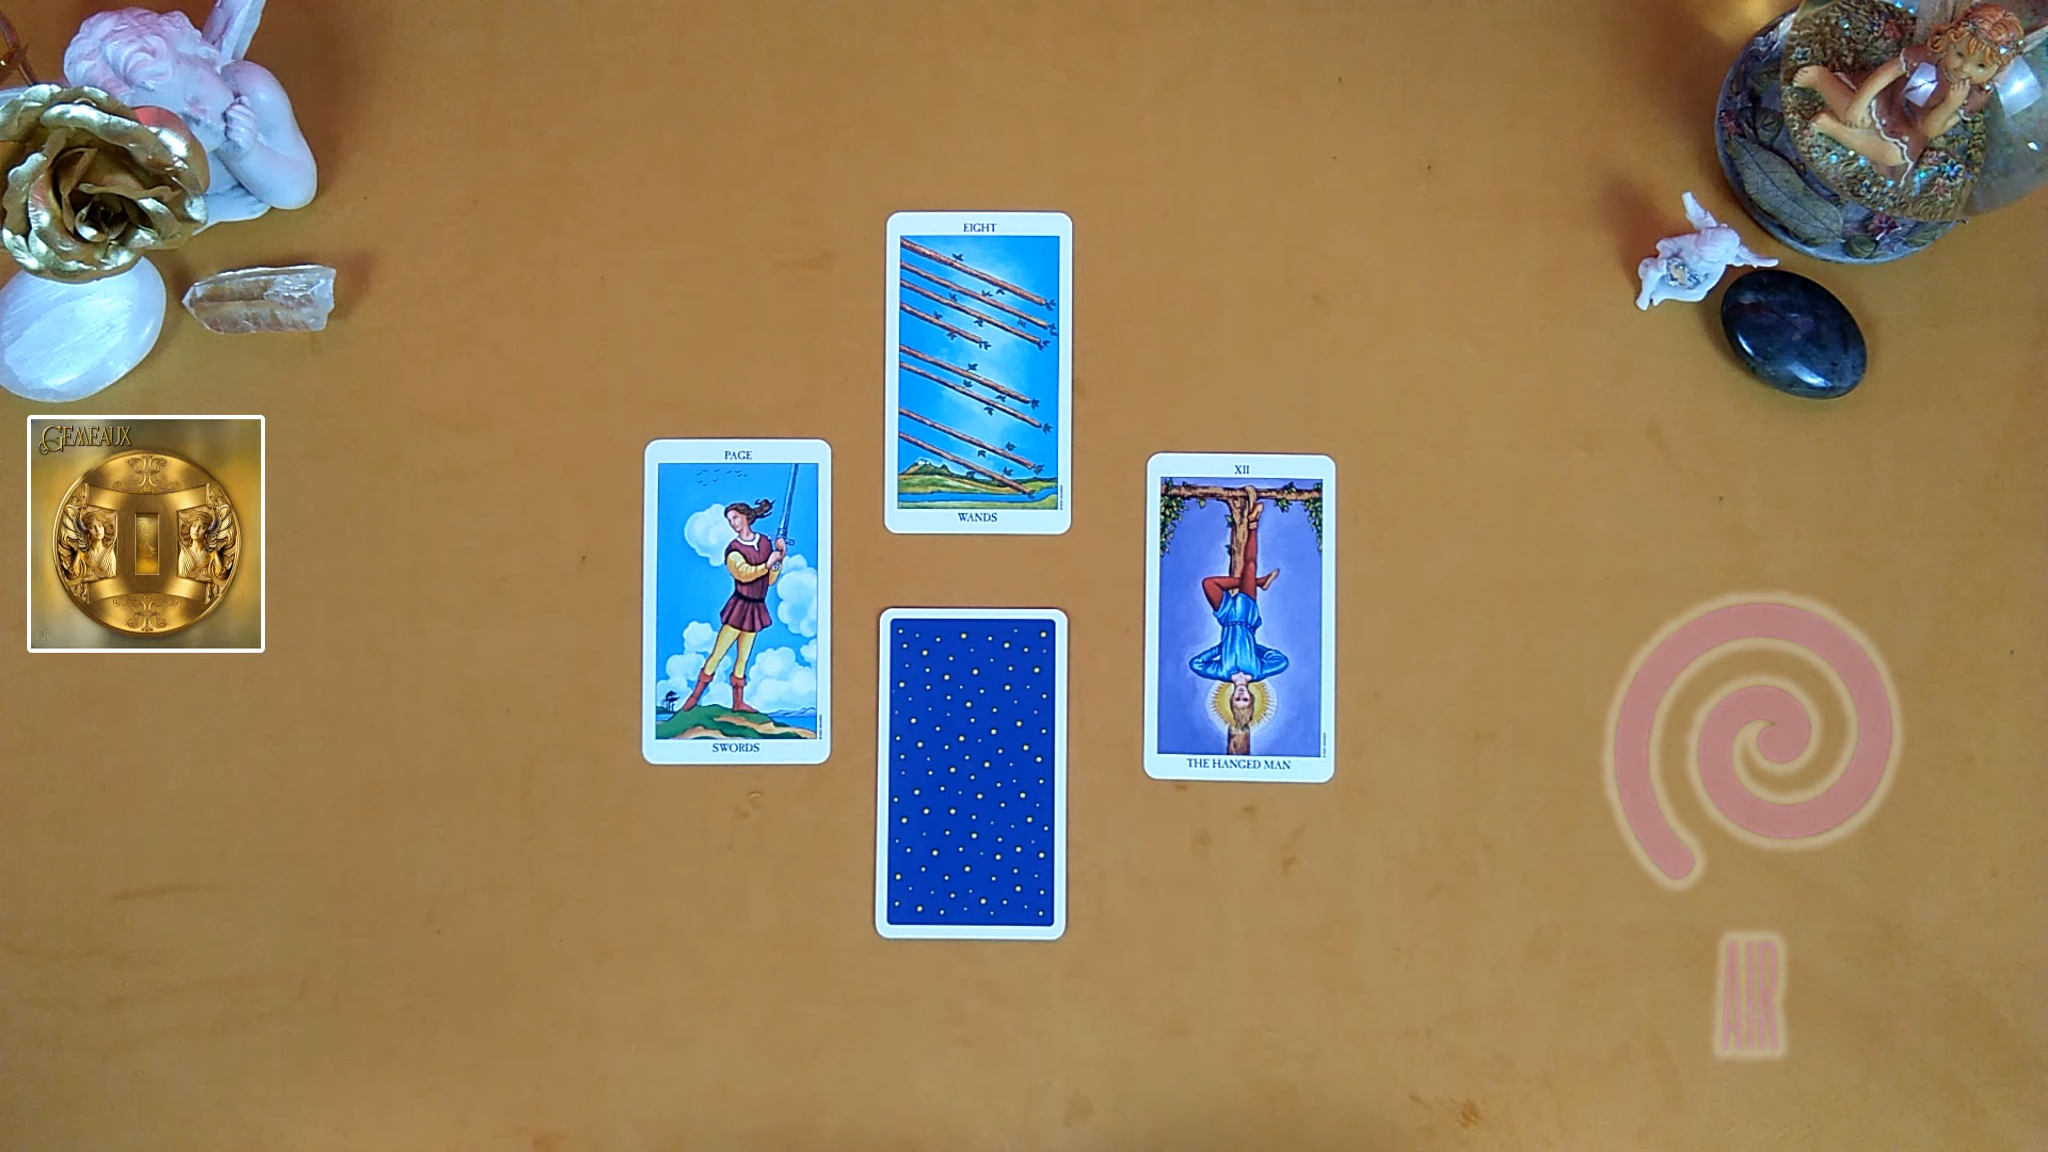 GEMEAUX
EIGHT
WANDS
PAGE
SWORDS
XII
THE HANGED MAN
AIR